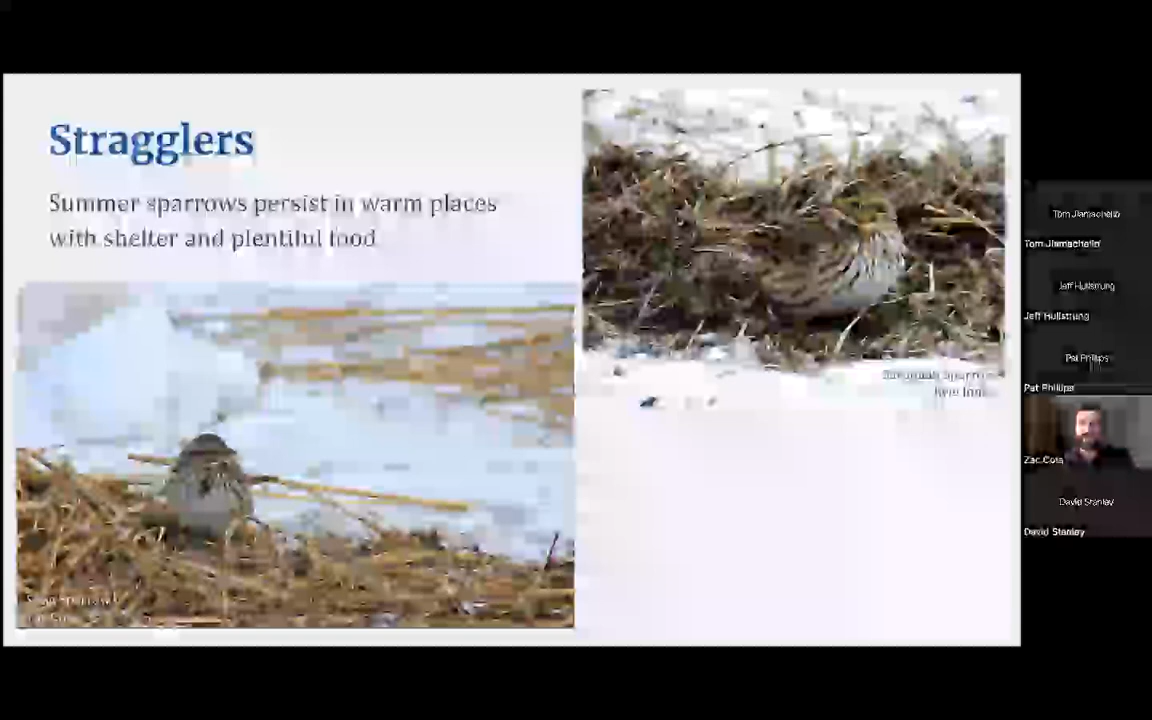 Stragglers
Summer sparrows persist in warm places
with shelter and plentiful food
Savannah Sparrow
Tom Jiamachello
Tom Jiamachello
Jeff Hullstrung
Jeff Hullstrung
Pat Phillips
Pat Phillips
Zac Cota
David Stanley
David Stanley